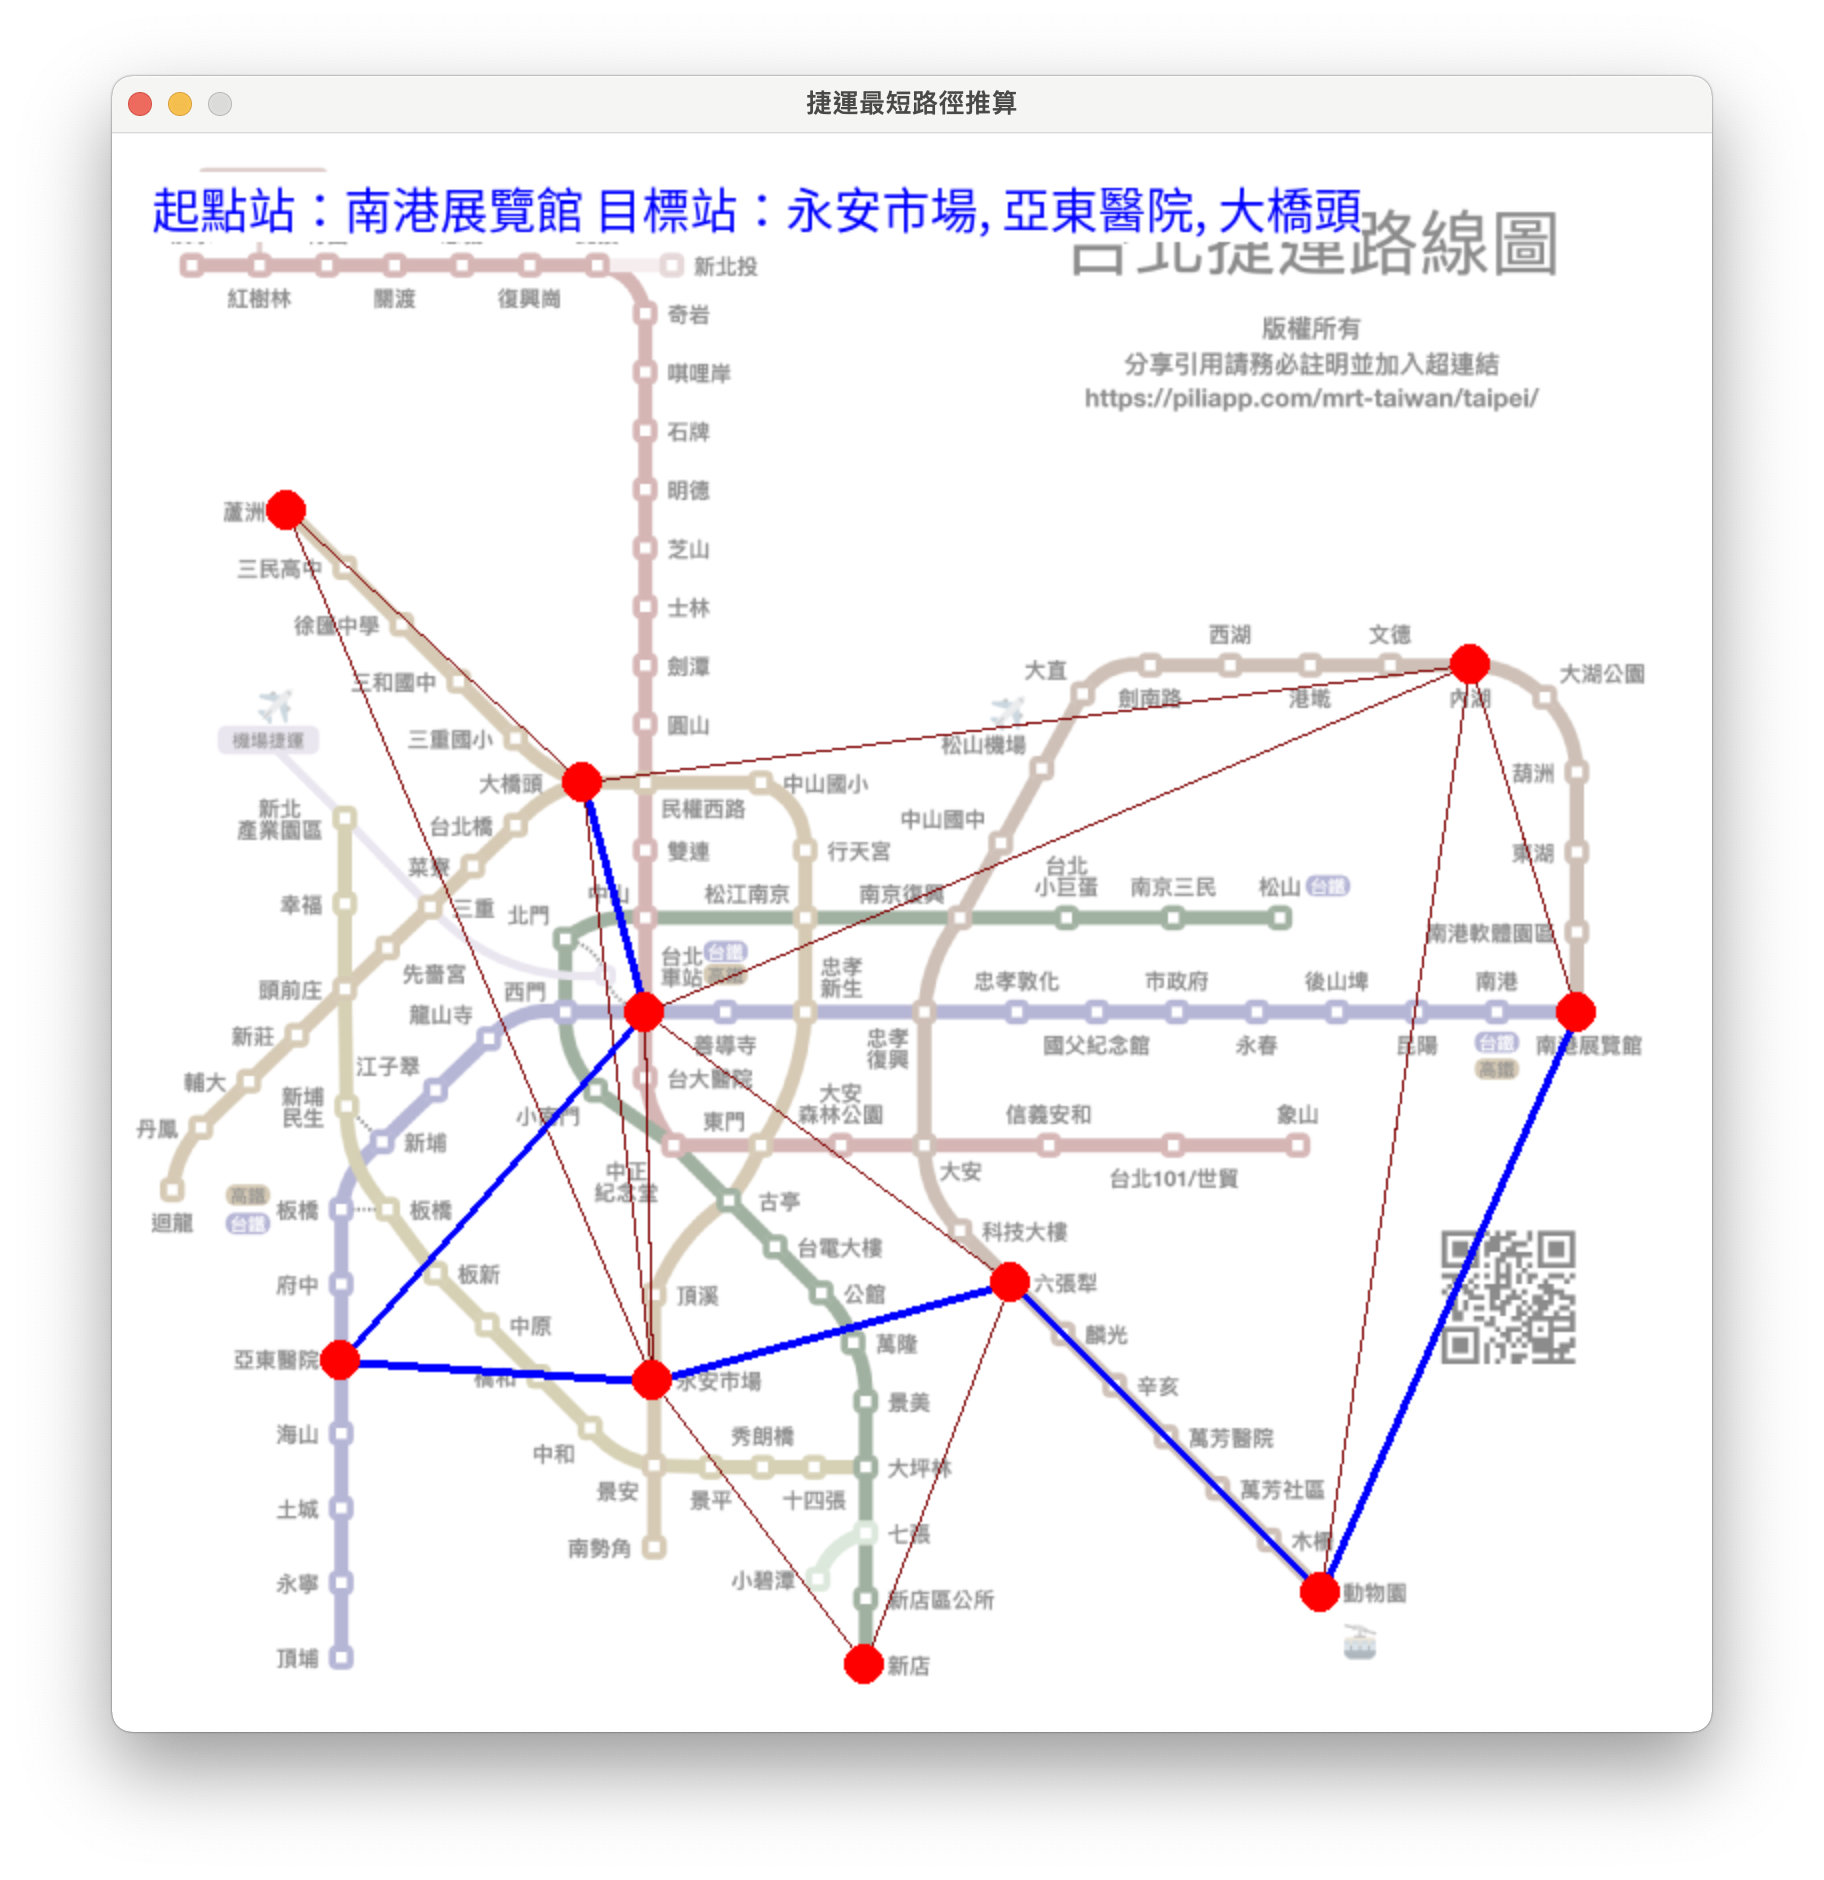 捷運最短路徑推算
起點站：南港展覽館 目標站：永安市場, 亞東醫院, 大橋頭
台北捷運路線圖
新北投
紅樹林
關渡
復興崗
奇岩
版權所有
分享引用請務必註明並加入超連結
https://piliapp.com/mrt-taiwan/taipei/
唭哩岸
石牌
明德
蘆洲
芝山
三民高中
士林
徐匯中學
西湖
文德
劍潭
大直
大湖公園
三和國中
劍南路
港墘
內湖
圓山
機場捷運
三重國小
松山機場
大橋頭
中山國小
葫洲
民權西路
新北
產業園區
台北橋
中山國中
雙連
行天宮
東湖
菜寮
台北
小巨蛋
南京三民
松山
台鐵
中山
松江南京
南京復興
幸福
三重
北門
南港軟體園區
台北
車站
台鐵
高鐵
忠孝
新生
先嗇宮
頭前庄
西門
忠孝敦化
市政府
後山埤
南港
龍山寺
新莊
善導寺
忠孝
復興
國父紀念館
永春
昆陽
台鐵
高鐵
南港展覽館
江子翠
輔大
台大醫院
新埔
民生
大安
森林公園
信義安和
象山
小南門
東門
丹鳳
新埔
中正
紀念堂
大安
台北101/世貿
高鐵
台鐵
板橋
板橋
古亭
迴龍
科技大樓
台電大樓
板新
府中
頂溪
公館
六張犁
中原
麟光
萬隆
亞東醫院
橋和
永安市場
辛亥
景美
海山
秀朗橋
萬芳醫院
中和
大坪林
景安
景平
十四張
萬芳社區
土城
七張
木柵
南勢角
永寧
小碧潭
動物園
新店區公所
頂埔
新店